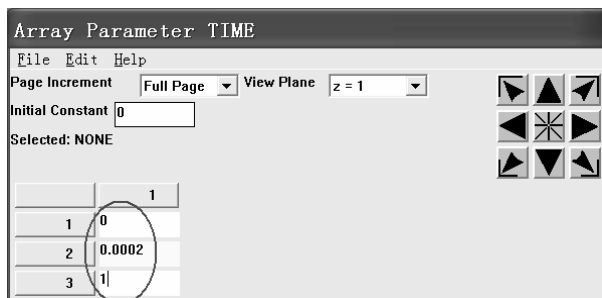 Array Parameter TIME
File Edit Help
Page Increment Full Page View Plane z = 1
Initial Constant 0
Selected: NONE
1
1 0
2 0.0002
3 1